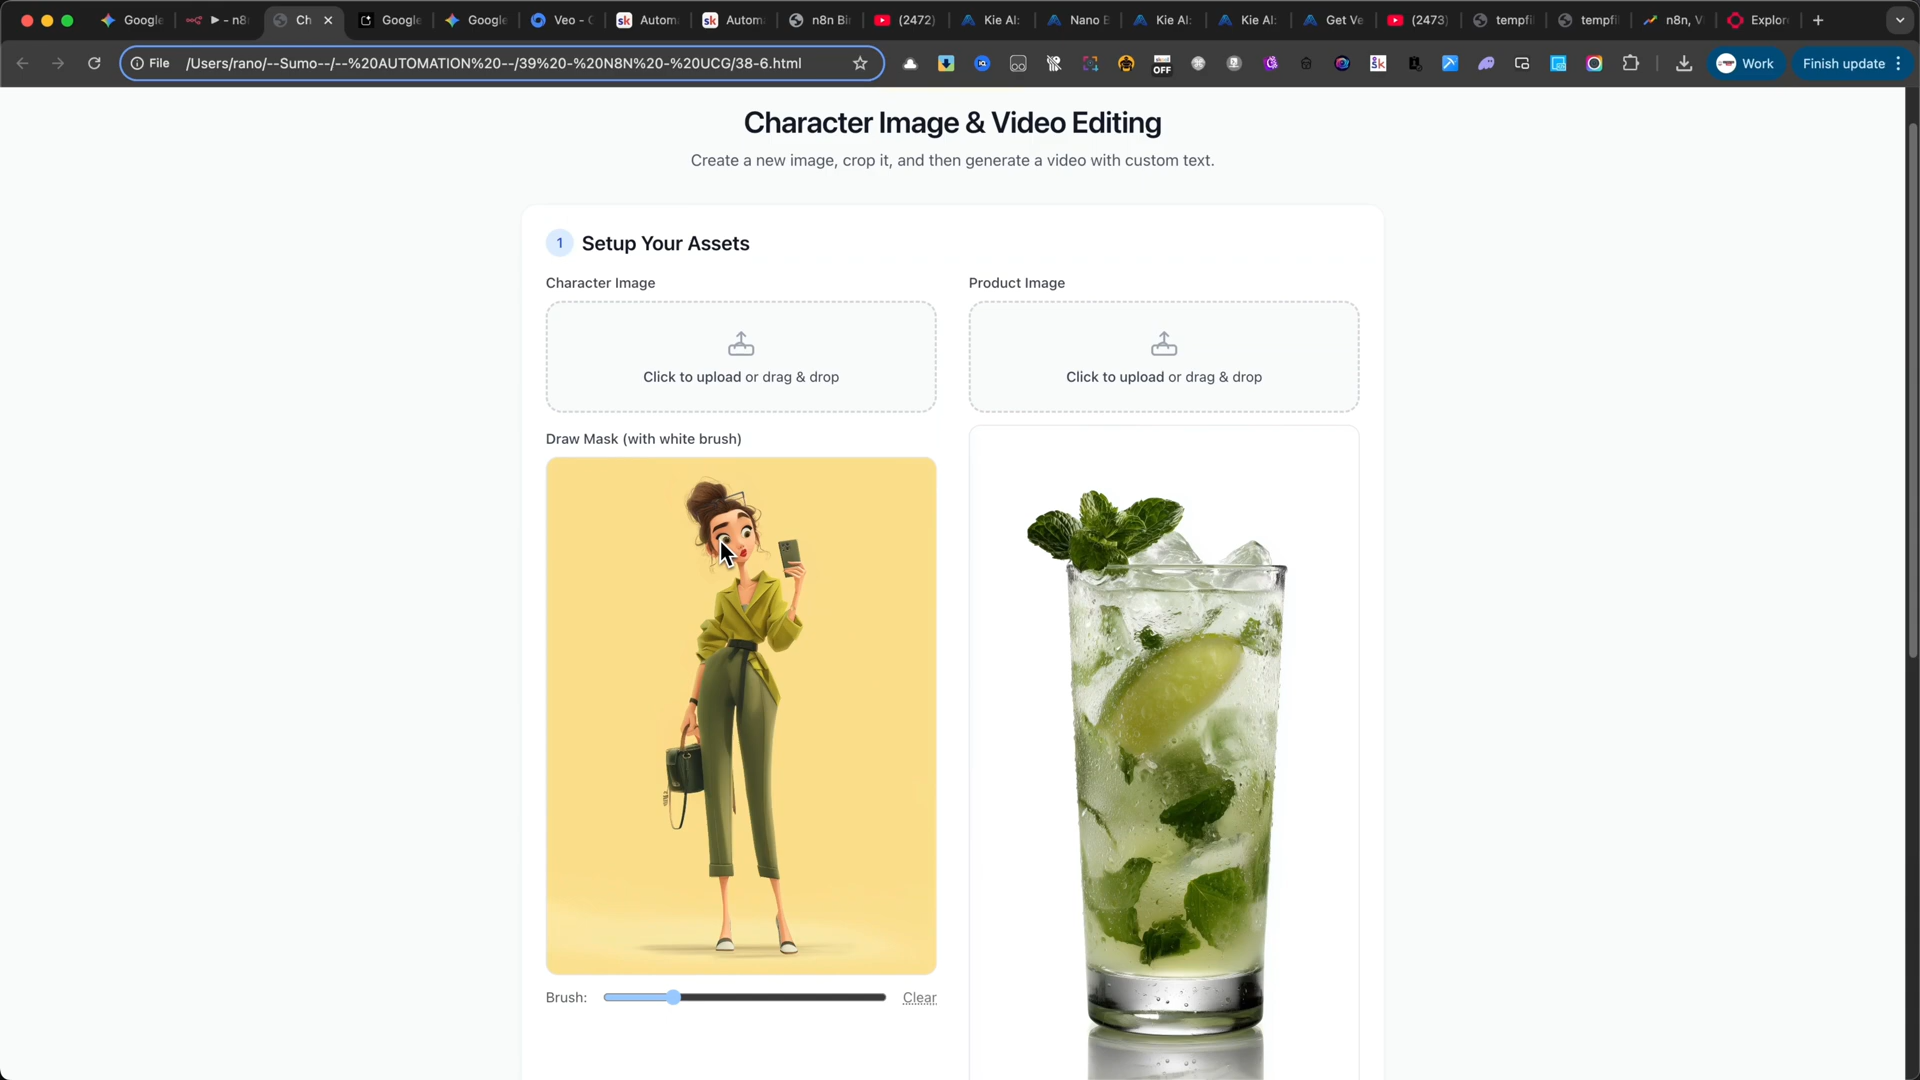 Google
- n8n
Ch
Google
Google
Veo - G
sk Autom
sk Autom
n8n Bi
(2472)
Kie AI:
Nano B
Kie AI:
Kie AI:
Get Ve
(2473)
tempfi
tempfi
n8n, V
Explor
File
/Users/rano/--Sumo--/--%20AUTOMATION%20--/39%20-%20N8N%20-%20UCG/38-6.html
OFF
Work
Finish update
Character Image & Video Editing
Create a new image, crop it, and then generate a video with custom text.
1 Setup Your Assets
Character Image
Product Image
Click to upload or drag & drop
Click to upload or drag & drop
Draw Mask (with white brush)
Brush:
Clear